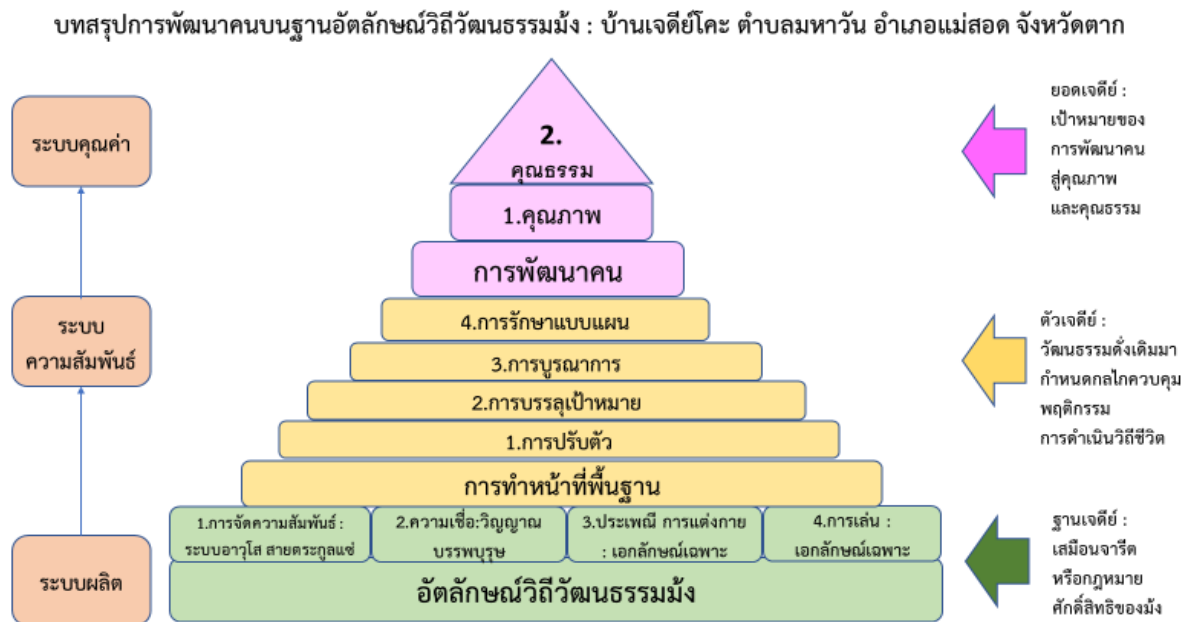 บทสรุปการพัฒนาคนบนฐานอัตลักษณ์วิถีวัฒนธรรมม้ง : บ้านเจดีย์โคะ ตำบลมหาวัน อำเภอแม่สอด จังหวัดตาก
ระบบคุณค่า
ระบบ
ความสัมพันธ์
ระบบผลิต
2.
คุณธรรม
1.คุณภาพ
การพัฒนาคน
4.การรักษาแบบแผน
3.การบูรณาการ
2.การบรรลุเป้าหมาย
1.การปรับตัว
การทำหน้าที่พื้นฐาน
1.การจัดความสัมพันธ์ :
ระบบอาวุโส สายตระกูลแซ่
2.ความเชื่อ:วิญญาณ
บรรพบุรุษ
3.ประเพณี การแต่งกาย
: เอกลักษณ์เฉพาะ
4.การเล่น :
เอกลักษณ์เฉพาะ
อัตลักษณ์วิถีวัฒนธรรมม้ง
ยอดเจดีย์ :
เป้าหมายของ
การพัฒนาคน
สู่คุณภาพ
และคุณธรรม
ตัวเจดีย์ :
วัฒนธรรมดั่งเดิมมา
กำหนดกลไกควบคุม
พฤติกรรม
การดำเนินวิถีชีวิต
ฐานเจดีย์ :
เสมือนจารีต
หรือกฎหมาย
ศักดิ์สิทธิของม้ง